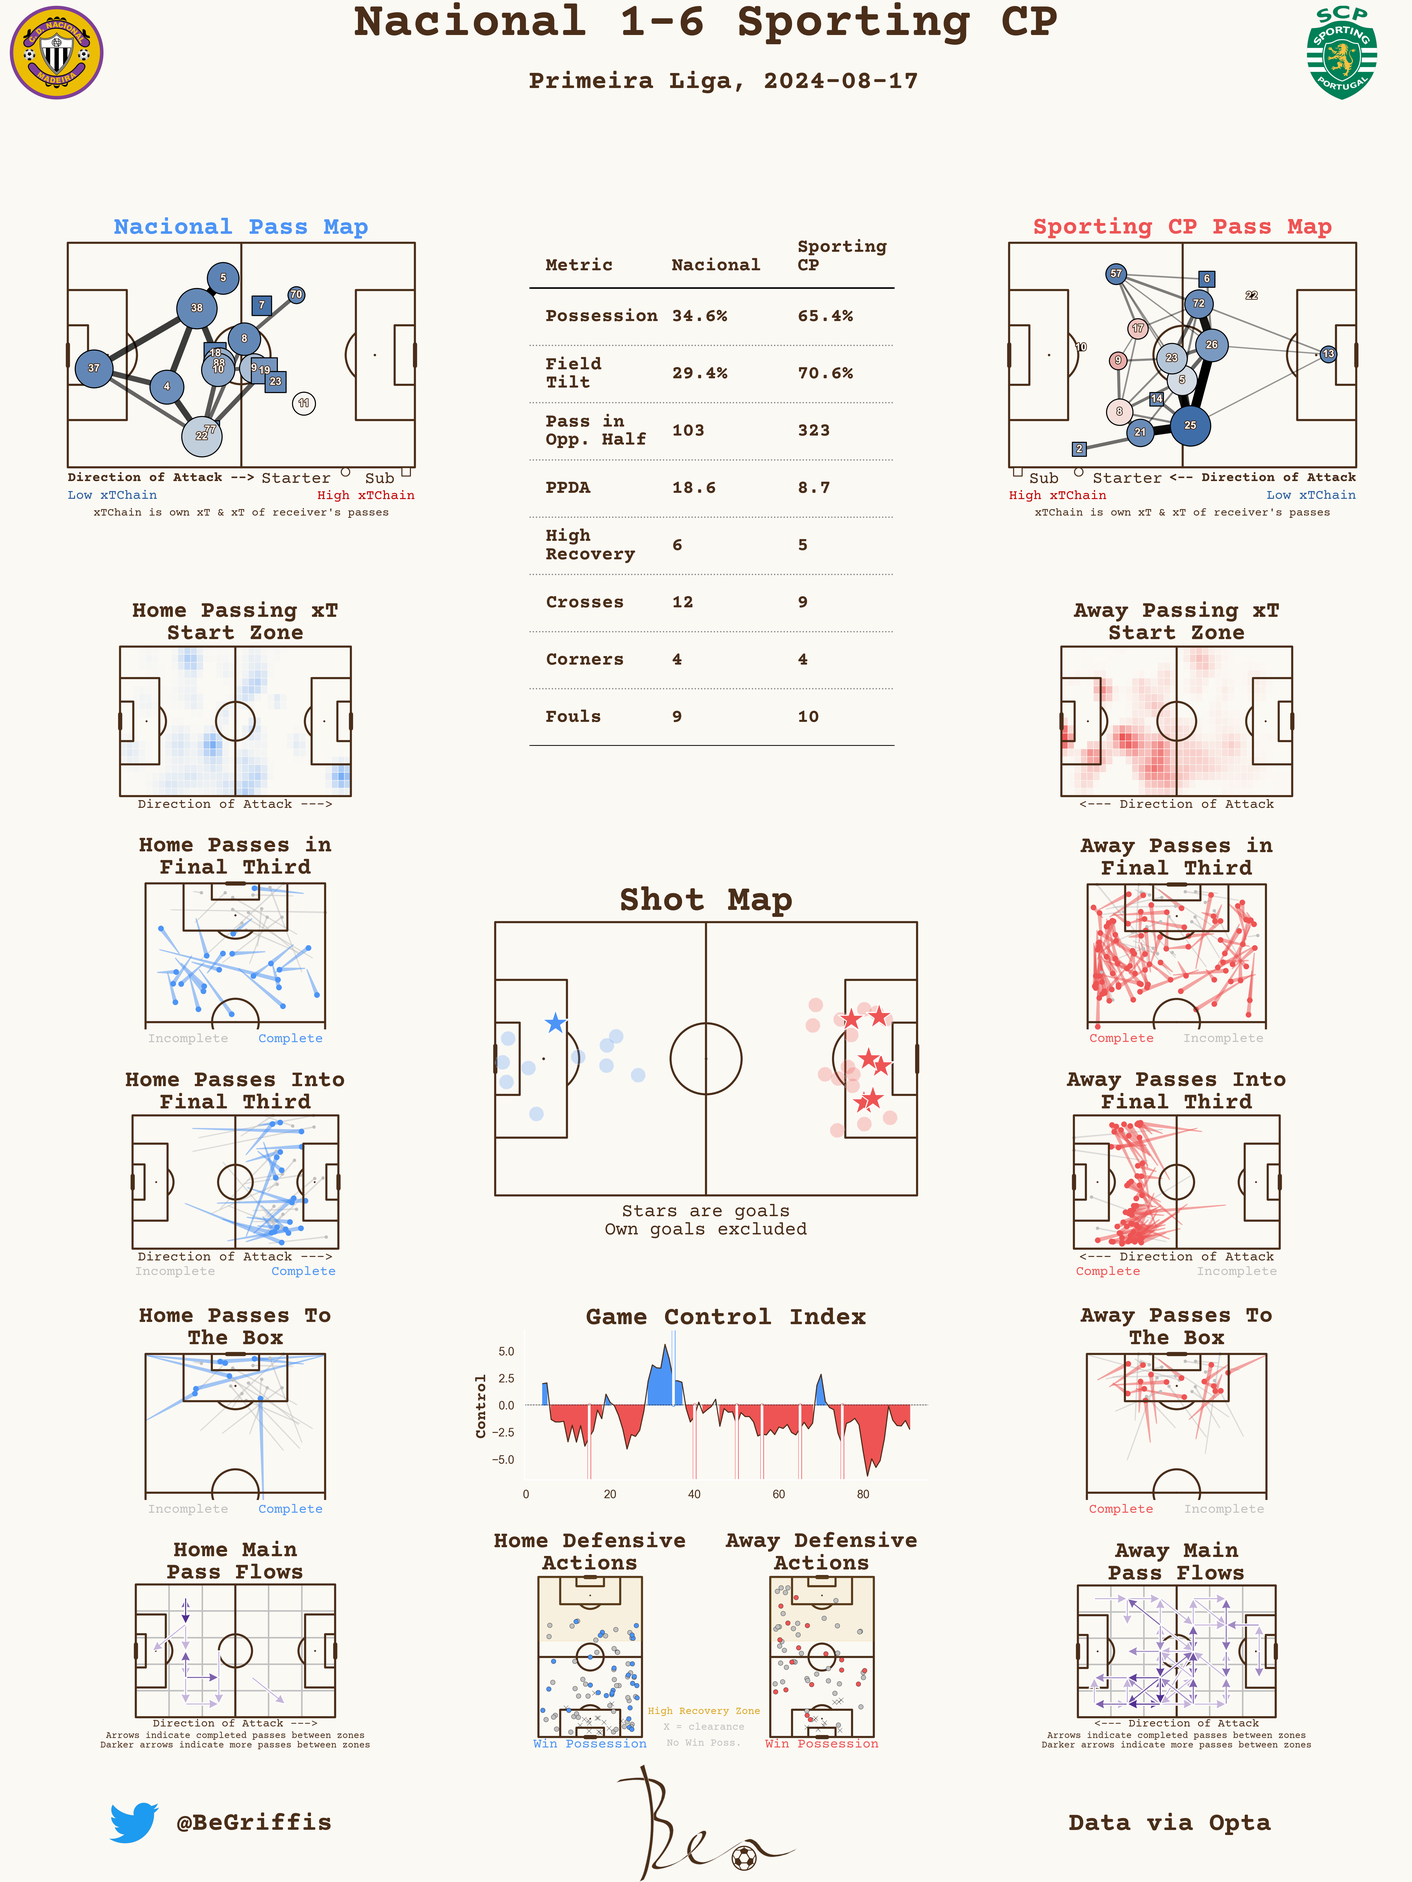 Nacional 1-6 Sporting CP
Primeira Liga, 2024-08-17
C.D. NACIONAL
MADEIRA
SCP
SPORTING
PORTUGAL
Nacional Pass Map
5
38
7
70
8
18
88
10
9
19
23
37
4
11
77
22
Direction of Attack --> Starter Sub
Low xTChain High xTChain
xTChain is own xT & xT of receiver's passes
Metric Nacional Sporting CP
Possession 34.6% 65.4%
Field Tilt 29.4% 70.6%
Pass in Opp. Half 103 323
PPDA 18.6 8.7
High Recovery 6 5
Crosses 12 9
Corners 4 4
Fouls 9 10
Sporting CP Pass Map
57
6
22
72
17
26
10
13
9
23
5
14
8
25
21
2
Sub Starter <-- Direction of Attack
High xTChain Low xTChain
xTChain is own xT & xT of receiver's passes
Home Passing xT
Start Zone
Direction of Attack --->
Away Passing xT
Start Zone
<--- Direction of Attack
Home Passes in
Final Third
Incomplete Complete
Away Passes in
Final Third
Complete Incomplete
Shot Map
Stars are goals
Own goals excluded
Home Passes Into
Final Third
Direction of Attack --->
Incomplete Complete
Away Passes Into
Final Third
<--- Direction of Attack
Complete Incomplete
Home Passes To
The Box
Incomplete Complete
Game Control Index
Control
5.0
2.5
0.0
−2.5
−5.0
0 20 40 60 80
Away Passes To
The Box
Complete Incomplete
Home Main
Pass Flows
Direction of Attack --->
Arrows indicate completed passes between zones
Darker arrows indicate more passes between zones
Home Defensive
Actions
Win Possession
Away Defensive
Actions
Win Possession
High Recovery Zone
X = clearance
No Win Poss.
Away Main
Pass Flows
<--- Direction of Attack
Arrows indicate completed passes between zones
Darker arrows indicate more passes between zones
@BeGriffis
Ben
Data via Opta